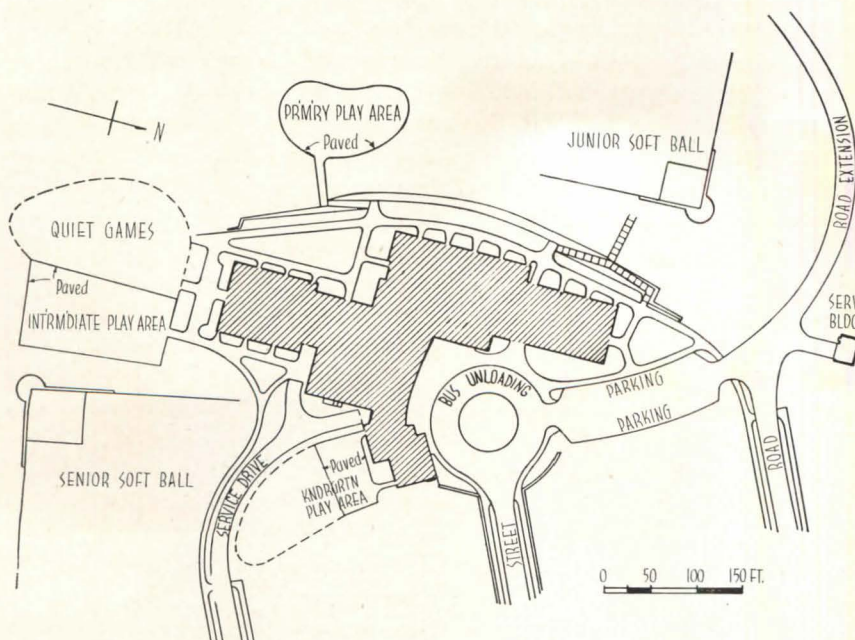 PR'M'RY PLAY AREA
Paved
N
JUNIOR SOFT BALL
ROAD EXTENSION
QUIET GAMES
Paved
INT'RM'DIATE PLAY AREA
SERV
BLDG
BUS UNLOADING
PARKING
PARKING
SENIOR SOFT BALL
SERVICE DRIVE
Paved
KNDRGRTN
PLAY AREA
ROAD
STREET
0 50 100 150 FT.